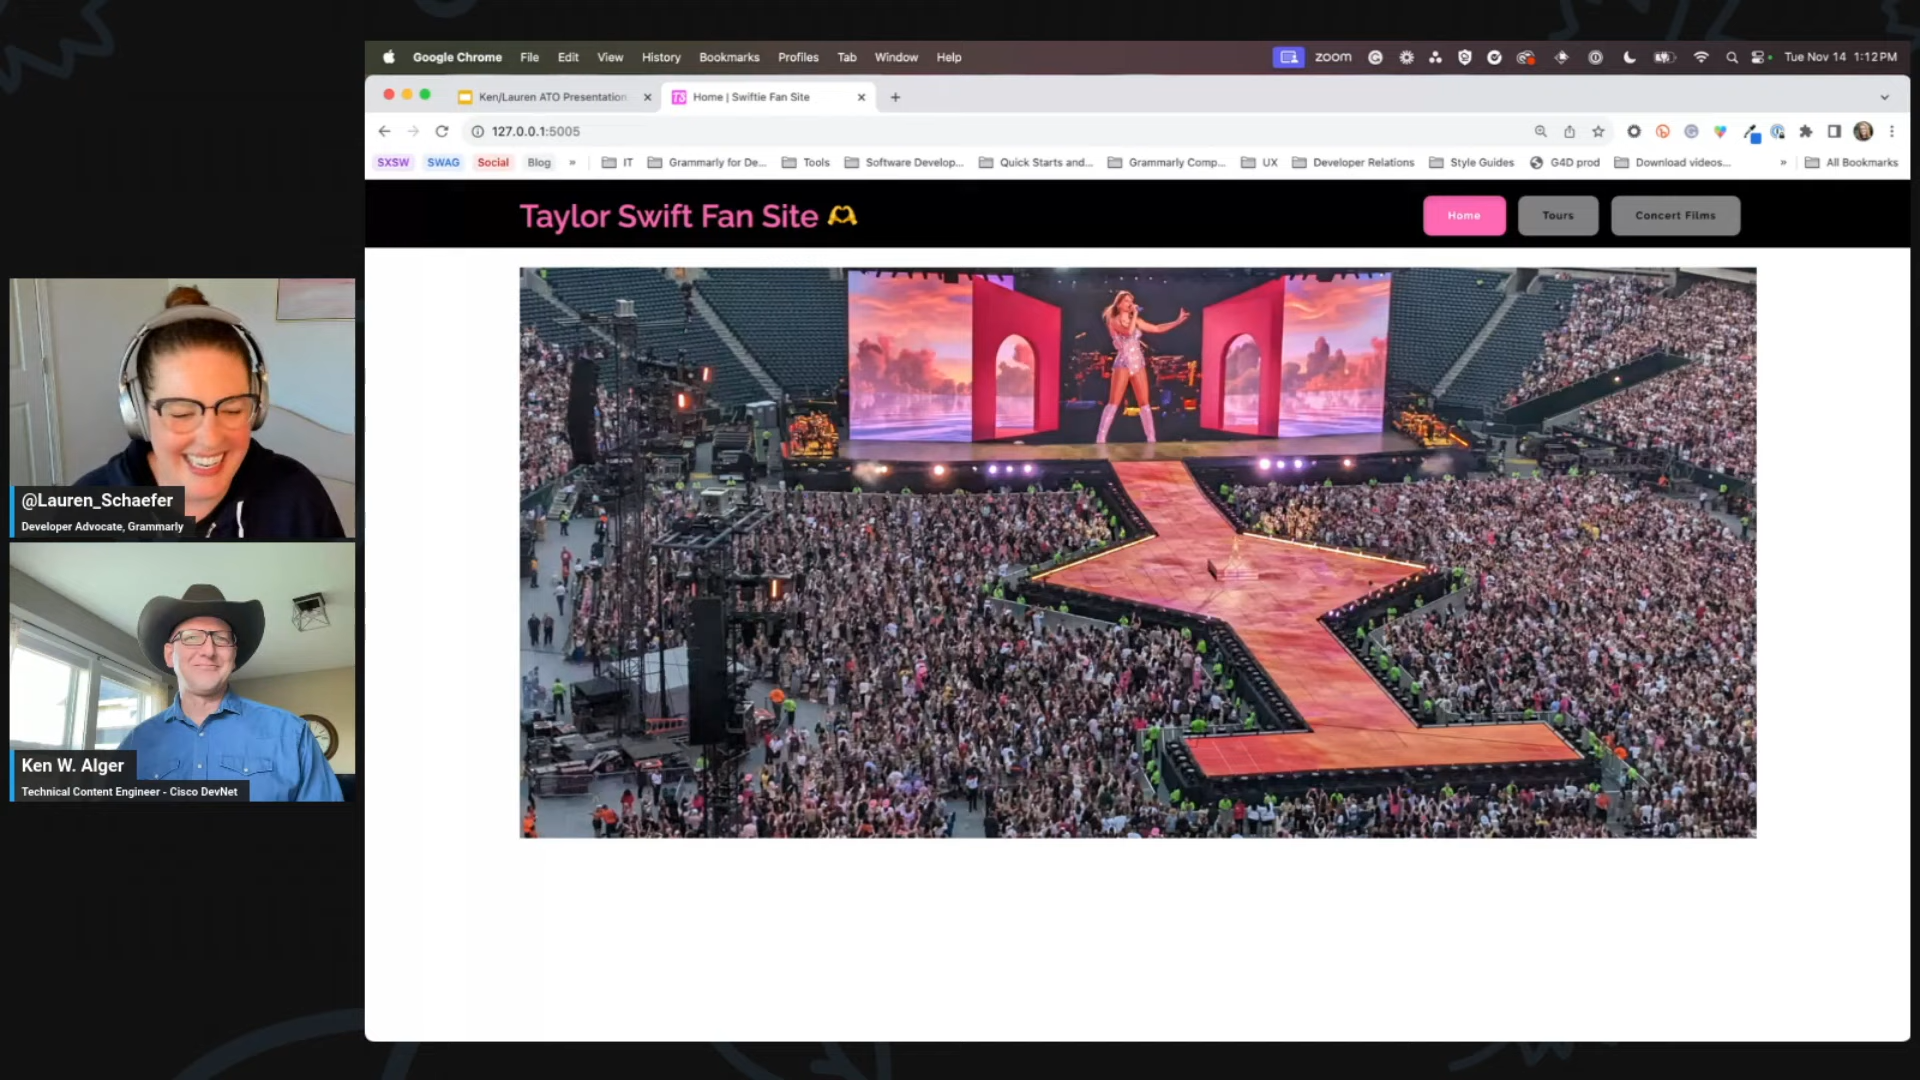 Google Chrome File Edit View History Bookmarks Profiles Tab Window Help zoom Tue Nov 14 1:12 PM
Ken/Lauren ATO Presentation TS Home | Swiftie Fan Site
127.0.0.1:5005
SXSW SWAG Social Blog » IT Grammarly for De... Tools Software Develop... Quick Starts and... Grammarly Comp... UX Developer Relations Style Guides G4D prod Download videos... » All Bookmarks
Taylor Swift Fan Site Home Tours Concert Films
@Lauren_Schaefer
Developer Advocate, Grammarly
Ken W. Alger
Technical Content Engineer - Cisco DevNet